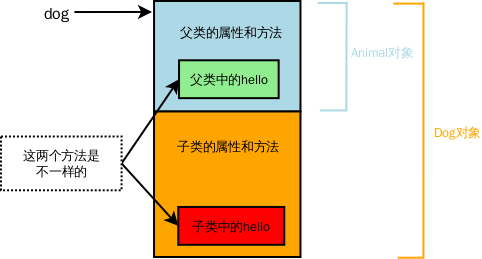 dog
父类的属性和方法
Animal对象
父类中的hello
Dog对象
子类的属性和方法
这两个方法是
不一样的
子类中的hello